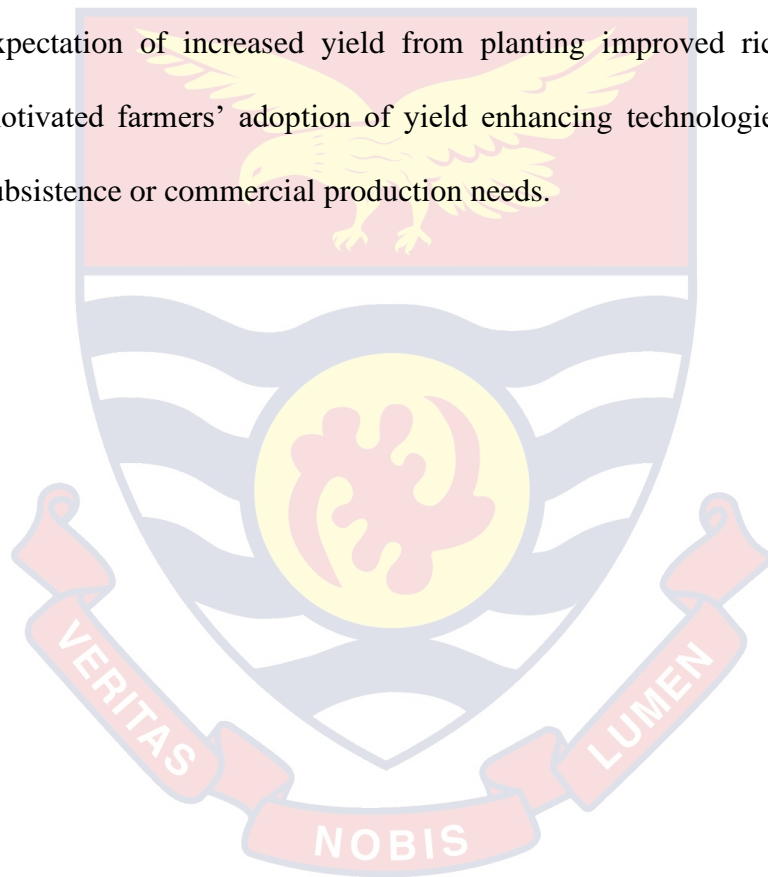 xpectation of increased yield from planting improved ric
otivated farmers' adoption of yield enhancing technologie
ubsistence or commercial production needs.
VERITAS
NOBIS
LUMEN